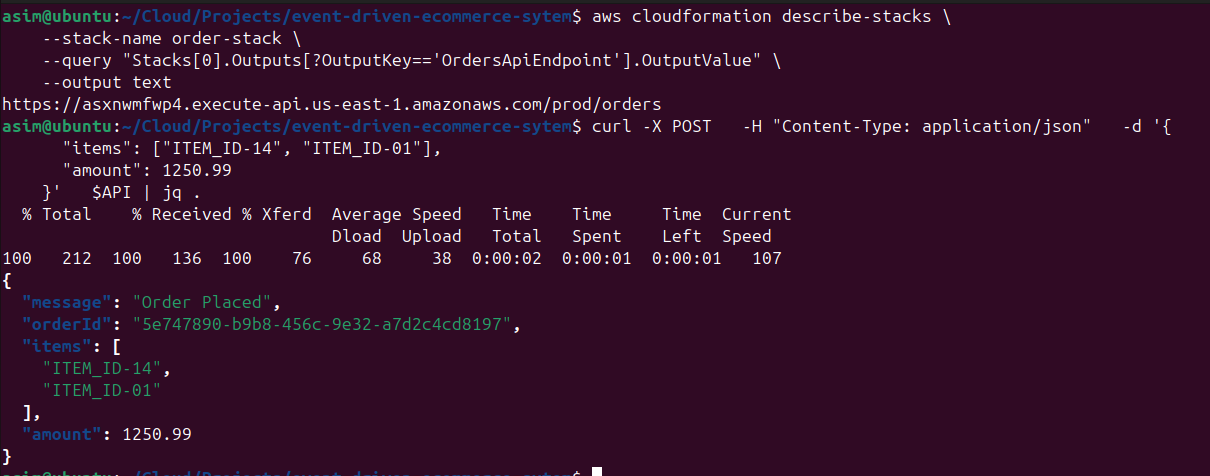 asim@ubuntu:~/Cloud/Projects/event-driven-ecommerce-sytem$ aws cloudformation describe-stacks \
    --stack-name order-stack \
    --query "Stacks[0].Outputs[?OutputKey=='OrdersApiEndpoint'].OutputValue" \
    --output text
https://asxnwmfwp4.execute-api.us-east-1.amazonaws.com/prod/orders
asim@ubuntu:~/Cloud/Projects/event-driven-ecommerce-sytem$ curl -X POST   -H "Content-Type: application/json"   -d '{
      "items": ["ITEM_ID-14", "ITEM_ID-01"],
      "amount": 1250.99
    }'   $API | jq .
  % Total    % Received % Xferd  Average Speed   Time    Time     Time  Current
                                 Dload  Upload   Total   Spent    Left  Speed
100   212  100   136  100    76     68     38  0:00:02  0:00:01  0:00:01   107
{
  "message": "Order Placed",
  "orderId": "5e747890-b9b8-456c-9e32-a7d2c4cd8197",
  "items": [
    "ITEM_ID-14",
    "ITEM_ID-01"
  ],
  "amount": 1250.99
}
asim@ubuntu:~/Cloud/Projects/event-driven-ecommerce-sytem$